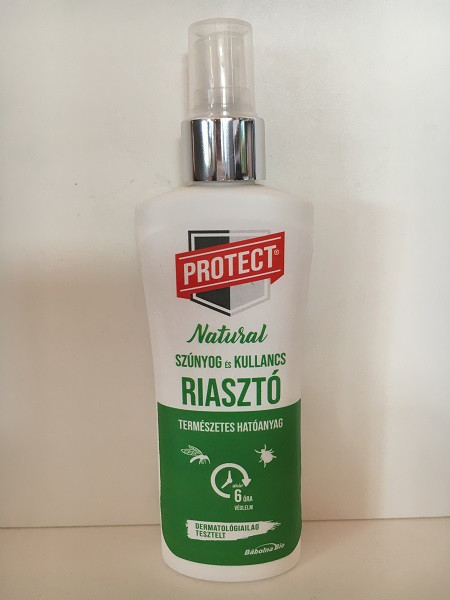 PROTECT®
Natural
SZÚNYOG ÉS KULLANCS
RIASZTÓ
TERMÉSZETES HATÓANYAG
6 ÓRA
VÉDELEM
DERMATOLÓGIAILAG
TESZTELT
Bábolna Bio